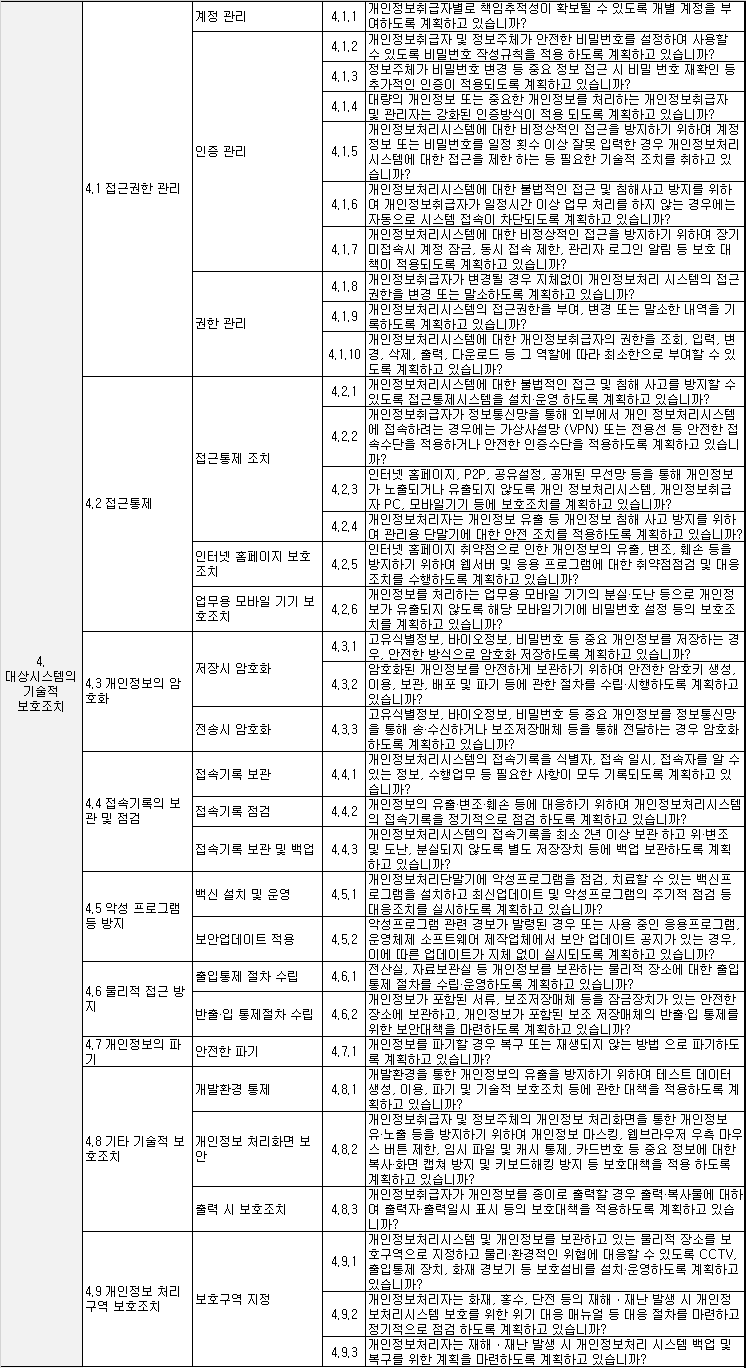 4.
대상시스템의
기술적
보호조치
4.1 접근권한 관리
계정 관리
4.1.1
개인정보취급자별로 책임추적성이 확보될 수 있도록 개별 계정을 부
여하도록 계획하고 있습니까?
인증 관리
4.1.2
개인정보취급자 및 정보주체가 안전한 비밀번호를 설정하여 사용할
수 있도록 비밀번호 작성규칙을 적용 하도록 계획하고 있습니까?
4.1.3
정보주체가 비밀번호 변경 등 중요 정보 접근 시 비밀 번호 재확인 등
추가적인 인증이 적용되도록 계획하고 있습니까?
4.1.4
대량의 개인정보 또는 중요한 개인정보를 처리하는 개인정보취급자
및 관리자는 강화된 인증방식이 적용 되도록 계획하고 있습니까?
4.1.5
개인정보처리시스템에 대한 비정상적인 접근을 방지하기 위하여 계정
정보 또는 비밀번호를 일정 횟수 이상 잘못 입력한 경우 개인정보처리
시스템에 대한 접근을 제한 하는 등 필요한 기술적 조치를 취하고 있
습니까?
4.1.6
개인정보처리시스템에 대한 불법적인 접근 및 침해사고 방지를 위하
여 개인정보취급자가 일정시간 이상 업무 처리를 하지 않는 경우에는
자동으로 시스템 접속이 차단되도록 계획하고 있습니까?
4.1.7
개인정보처리시스템에 대한 비정상적인 접근을 방지하기 위하여 장기
미접속시 계정 잠금, 동시 접속 제한, 관리자 로그인 알림 등 보호 대
책이 적용되도록 계획하고 있습니까?
권한 관리
4.1.8
개인정보취급자가 변경될 경우 지체없이 개인정보처리 시스템의 접근
권한을 변경 또는 말소하도록 계획하고 있습니까?
4.1.9
개인정보처리시스템의 접근권한을 부여, 변경 또는 말소한 내역을 기
록하도록 계획하고 있습니까?
4.1.10
개인정보처리시스템에 대한 개인정보취급자의 권한을 조회, 입력, 변
경, 삭제, 출력, 다운로드 등 그 역할에 따라 최소한으로 부여할 수 있
도록 계획하고 있습니까?
4.2 접근통제
접근통제 조치
4.2.1
개인정보처리시스템에 대한 불법적인 접근 및 침해 사고를 방지할 수
있도록 접근통제시스템을 설치·운영 하도록 계획하고 있습니까?
4.2.2
개인정보취급자가 정보통신망을 통해 외부에서 개인 정보처리시스템
에 접속하려는 경우에는 가상사설망 (VPN) 또는 전용선 등 안전한 접
속수단을 적용하거나 안전한 인증수단을 적용하도록 계획하고 있습니
까?
4.2.3
인터넷 홈페이지, P2P, 공유설정, 공개된 무선망 등을 통해 개인정보
가 노출되거나 유출되지 않도록 개인 정보처리시스템, 개인정보취급
자 PC, 모바일기기 등에 보호조치를 계획하고 있습니까?
4.2.4
개인정보처리자는 개인정보 유출 등 개인정보 침해 사고 방지를 위하
여 관리용 단말기에 대한 안전 조치를 적용하도록 계획하고 있습니까?
인터넷 홈페이지 보호
조치
4.2.5
인터넷 홈페이지 취약점으로 인한 개인정보의 유출, 변조, 훼손 등을
방지하기 위하여 웹서버 및 응용 프로그램에 대한 취약점점검 및 대응
조치를 수행하도록 계획하고 있습니까?
업무용 모바일 기기 보
호조치
4.2.6
개인정보를 처리하는 업무용 모바일 기기의 분실·도난 등으로 개인정
보가 유출되지 않도록 해당 모바일기기에 비밀번호 설정 등의 보호조
치를 계획하고 있습니까?
4.3 개인정보의 암
호화
저장시 암호화
4.3.1
고유식별정보, 바이오정보, 비밀번호 등 중요 개인정보를 저장하는 경
우, 안전한 방식으로 암호화 저장하도록 계획하고 있습니까?
4.3.2
암호화된 개인정보를 안전하게 보관하기 위하여 안전한 암호키 생성,
이용, 보관, 배포 및 파기 등에 관한 절차를 수립·시행하도록 계획하고
있습니까?
전송시 암호화
4.3.3
고유식별정보, 바이오정보, 비밀번호 등 중요 개인정보를 정보통신망
을 통해 송·수신하거나 보조저장매체 등을 통해 전달하는 경우 암호화
하도록 계획하고 있습니까?
4.4 접속기록의 보
관 및 점검
접속기록 보관
4.4.1
개인정보처리시스템의 접속기록을 식별자, 접속 일시, 접속자를 알 수
있는 정보, 수행업무 등 필요한 사항이 모두 기록되도록 계획하고 있
습니까?
접속기록 점검
4.4.2
개인정보의 유출·변조·훼손 등에 대응하기 위하여 개인정보처리시스템
의 접속기록을 정기적으로 점검 하도록 계획하고 있습니까?
접속기록 보관 및 백업
4.4.3
개인정보처리시스템의 접속기록을 최소 2년 이상 보관 하고 위·변조
및 도난, 분실되지 않도록 별도 저장장치 등에 백업 보관하도록 계획
하고 있습니까?
4.5 악성 프로그램
등 방지
백신 설치 및 운영
4.5.1
개인정보처리단말기에 악성프로그램을 점검, 치료할 수 있는 백신프
로그램을 설치하고 최신업데이트 및 악성프로그램의 주기적 점검 등
대응조치를 실시하도록 계획하고 있습니까?
보안업데이트 적용
4.5.2
악성프로그램 관련 경보가 발령된 경우 또는 사용 중인 응용프로그램,
운영체제 소프트웨어 제작업체에서 보안 업데이트 공지가 있는 경우,
이에 따른 업데이트가 지체 없이 실시되도록 계획하고 있습니까?
4.6 물리적 접근 방
지
출입통제 절차 수립
4.6.1
전산실, 자료보관실 등 개인정보를 보관하는 물리적 장소에 대한 출입
통제 절차를 수립·운영하도록 계획하고 있습니까?
반출·입 통제절차 수립
4.6.2
개인정보가 포함된 서류, 보조저장매체 등을 잠금장치가 있는 안전한
장소에 보관하고, 개인정보가 포함된 보조 저장매체의 반출·입 통제를
위한 보안대책을 마련하도록 계획하고 있습니까?
4.7 개인정보의 파
기
안전한 파기
4.7.1
개인정보를 파기할 경우 복구 또는 재생되지 않는 방법 으로 파기하도
록 계획하고 있습니까?
4.8 기타 기술적 보
호조치
개발환경 통제
4.8.1
개발환경을 통한 개인정보의 유출을 방지하기 위하여 테스트 데이터
생성, 이용, 파기 및 기술적 보호조치 등에 관한 대책을 적용하도록 계
획하고 있습니까?
개인정보 처리화면 보
안
4.8.2
개인정보취급자 및 정보주체의 개인정보 처리화면을 통한 개인정보
유·노출 등을 방지하기 위하여 개인정보 마스킹, 웹브라우저 우측 마우
스 버튼 제한, 임시 파일 및 캐시 통제, 카드번호 등 중요 정보에 대한
복사·화면 캡쳐 방지 및 키보드해킹 방지 등 보호대책을 적용 하도록
계획하고 있습니까?
출력 시 보호조치
4.8.3
개인정보취급자가 개인정보를 종이로 출력할 경우 출력·복사물에 대하
여 출력자·출력일시 표시 등의 보호대책을 적용하도록 계획하고 있습
니까?
4.9 개인정보 처리
구역 보호조치
보호구역 지정
4.9.1
개인정보처리시스템 및 개인정보를 보관하고 있는 물리적 장소를 보
호구역으로 지정하고 물리·환경적인 위협에 대응할 수 있도록 CCTV,
출입통제 장치, 화재 경보기 등 보호설비를 설치·운영하도록 계획하고
있습니까?
4.9.2
개인정보처리자는 화재, 홍수, 단전 등의 재해ㆍ재난 발생 시 개인정
보처리시스템 보호를 위한 위기 대응 매뉴얼 등 대응 절차를 마련하고
정기적으로 점검 하도록 계획하고 있습니까?
4.9.3
개인정보처리자는 재해ㆍ재난 발생 시 개인정보처리 시스템 백업 및
복구를 위한 계획을 마련하도록 계획하고 있습니까?